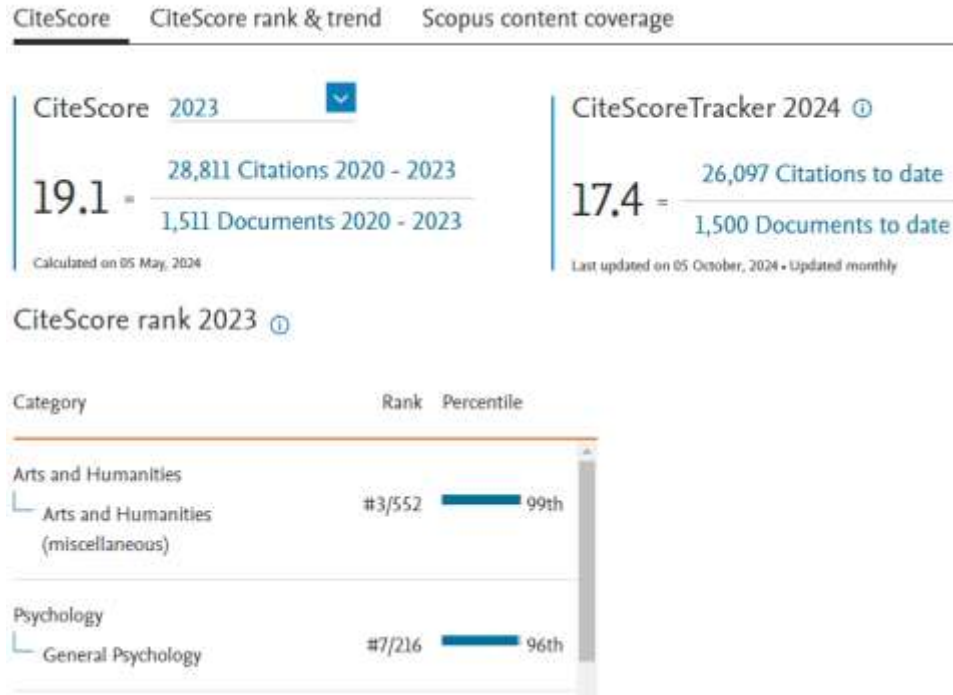 CiteScore CiteScore rank & trend Scopus content coverage
CiteScore 2023
19.1 = 28,811 Citations 2020 - 2023
1,511 Documents 2020 - 2023
Calculated on 05 May, 2024
CiteScoreTracker 2024
17.4 = 26,097 Citations to date
1,500 Documents to date
Last updated on 05 October, 2024 • Updated monthly
CiteScore rank 2023
Category Rank Percentile
Arts and Humanities
Arts and Humanities #3/552 99th
(miscellaneous)
Psychology
General Psychology #7/216 96th